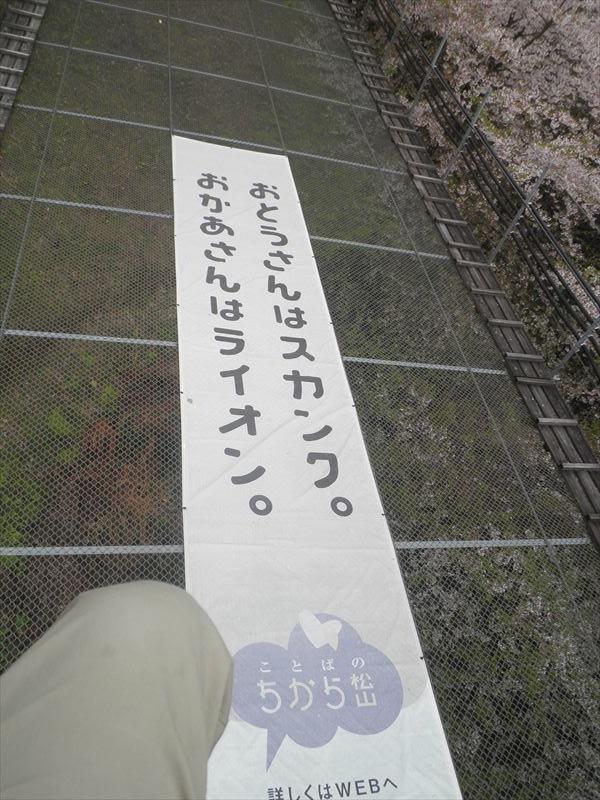 おとうさんはスカンク。
おかあさんはライオン。
ことばの
ちから松山
詳しくはWEBへ